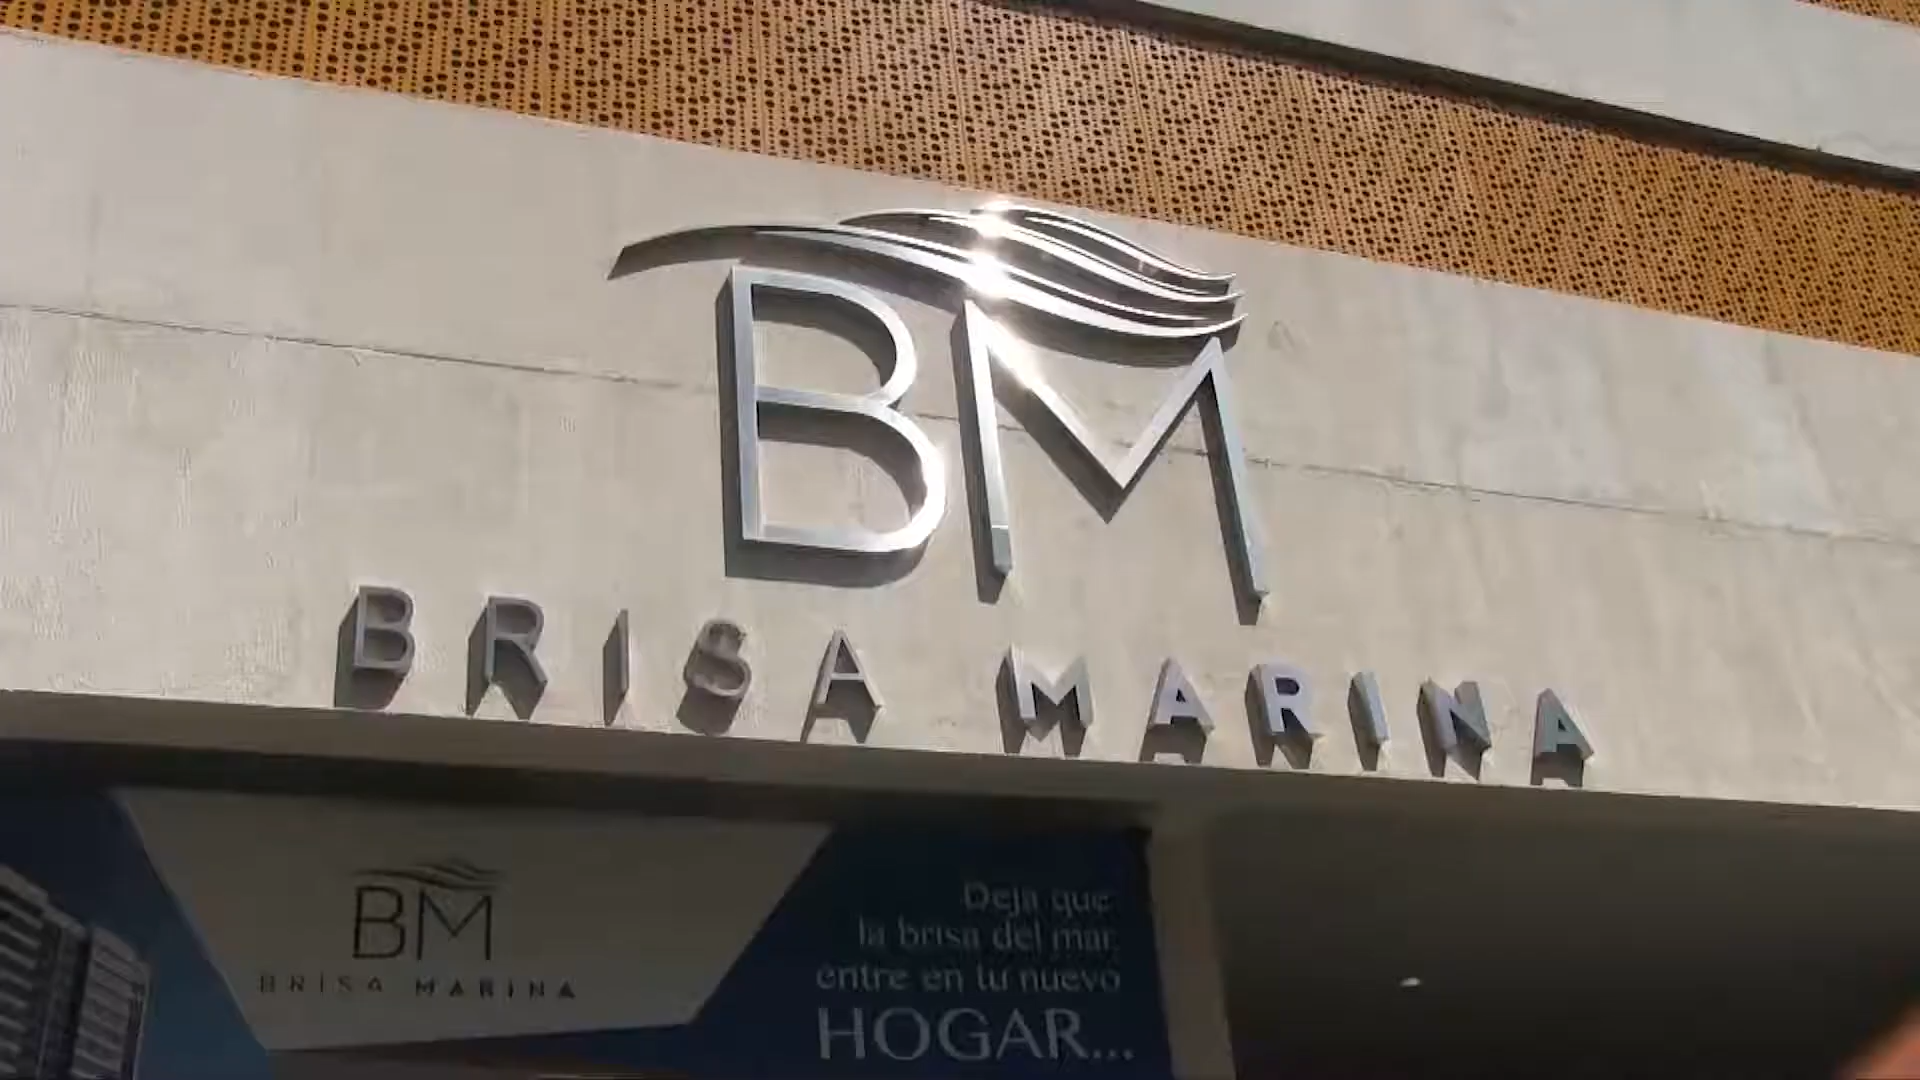 BM
BRISA MARINA
BM
BRISA MARINA
Deja que
la brisa del mar
entre en tu nuevo
HOGAR...